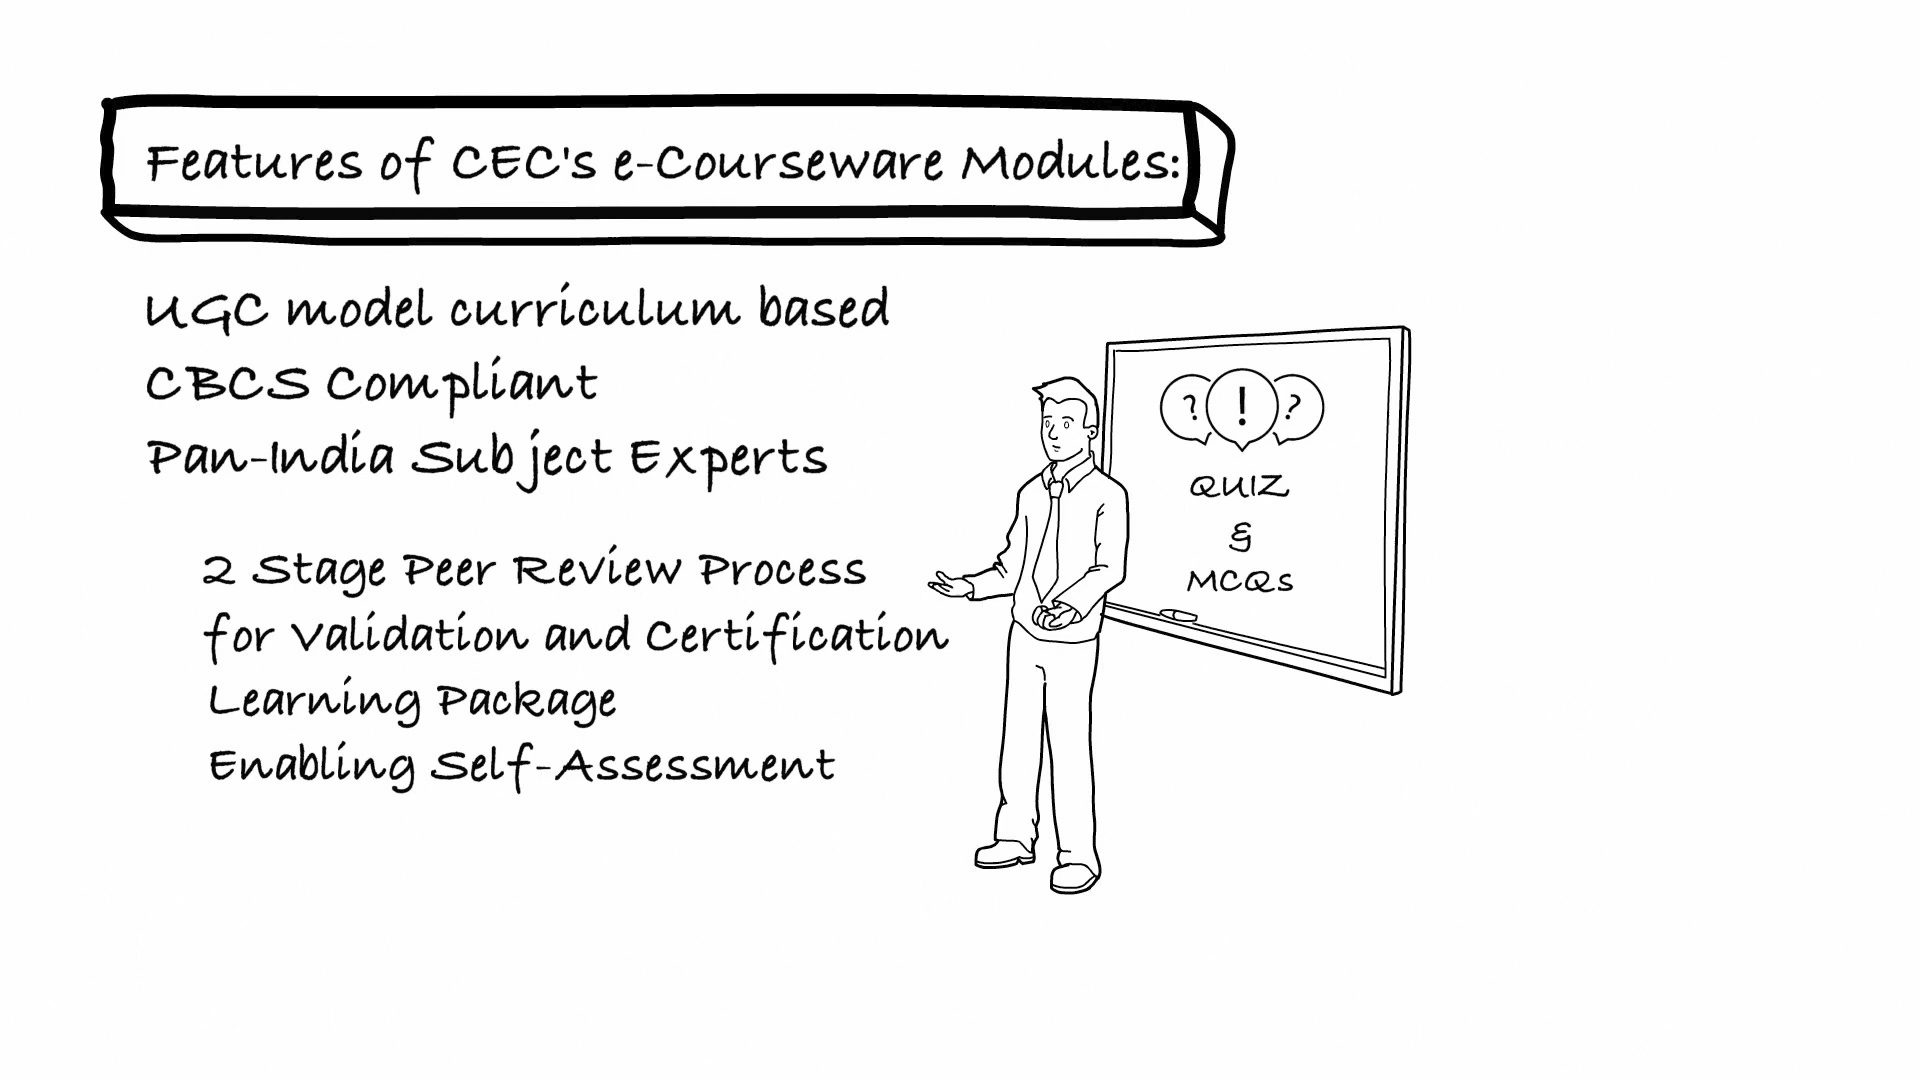 Features of CEC's e-Courseware Modules:
UGC model curriculum based
CBCS Compliant
Pan-India Subject Experts
2 Stage Peer Review Process
for Validation and Certification
Learning Package
Enabling Self-Assessment
? ! ?
QUIZ
&
MCQs